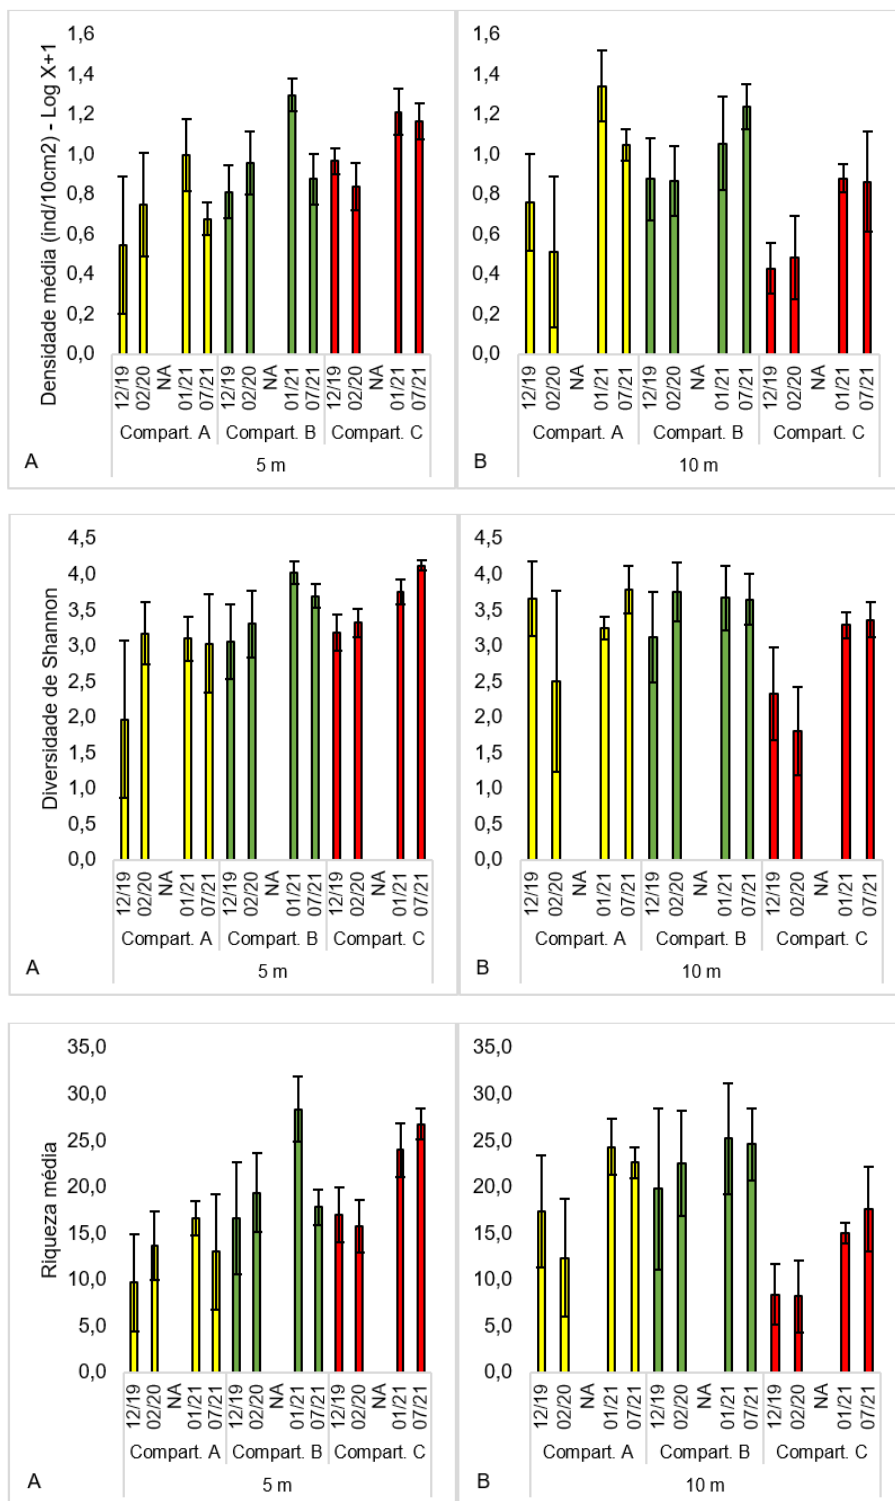 Densidade média (ind/10cm2) - Log X+1
1,6
1,4
1,2
1,0
0,8
0,6
0,4
0,2
0,0
12/19 02/20 NA 01/21 07/21 12/19 02/20 NA 01/21 07/21 12/19 02/20 NA 01/21 07/21
Compart. A Compart. B Compart. C
A
5 m
1,6
1,4
1,2
1,0
0,8
0,6
0,4
0,2
0,0
12/19 02/20 NA 01/21 07/21 12/19 02/20 NA 01/21 07/21 12/19 02/20 NA 01/21 07/21
Compart. A Compart. B Compart. C
B
10 m
Diversidade de Shannon
4,5
4,0
3,5
3,0
2,5
2,0
1,5
1,0
0,5
0,0
12/19 02/20 NA 01/21 07/21 12/19 02/20 NA 01/21 07/21 12/19 02/20 NA 01/21 07/21
Compart. A Compart. B Compart. C
A
5 m
4,5
4,0
3,5
3,0
2,5
2,0
1,5
1,0
0,5
0,0
12/19 02/20 NA 01/21 07/21 12/19 02/20 NA 01/21 07/21 12/19 02/20 NA 01/21 07/21
Compart. A Compart. B Compart. C
B
10 m
Riqueza média
35,0
30,0
25,0
20,0
15,0
10,0
5,0
0,0
12/19 02/20 NA 01/21 07/21 12/19 02/20 NA 01/21 07/21 12/19 02/20 NA 01/21 07/21
Compart. A Compart. B Compart. C
A
5 m
35,0
30,0
25,0
20,0
15,0
10,0
5,0
0,0
12/19 02/20 NA 01/21 07/21 12/19 02/20 NA 01/21 07/21 12/19 02/20 NA 01/21 07/21
Compart. A Compart. B Compart. C
B
10 m